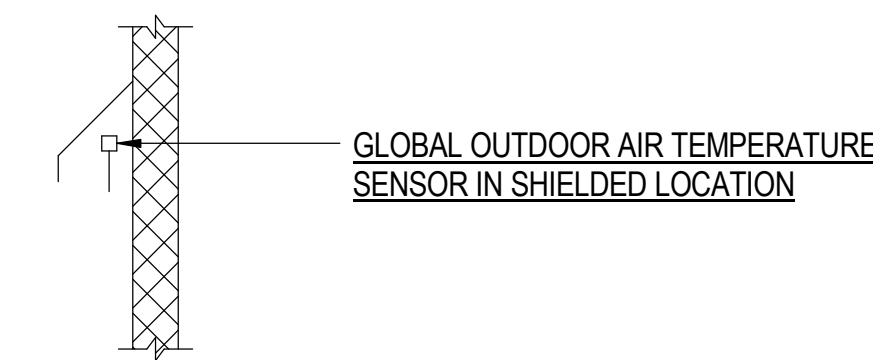 GLOBAL OUTDOOR AIR TEMPERATURE
SENSOR IN SHIELDED LOCATION